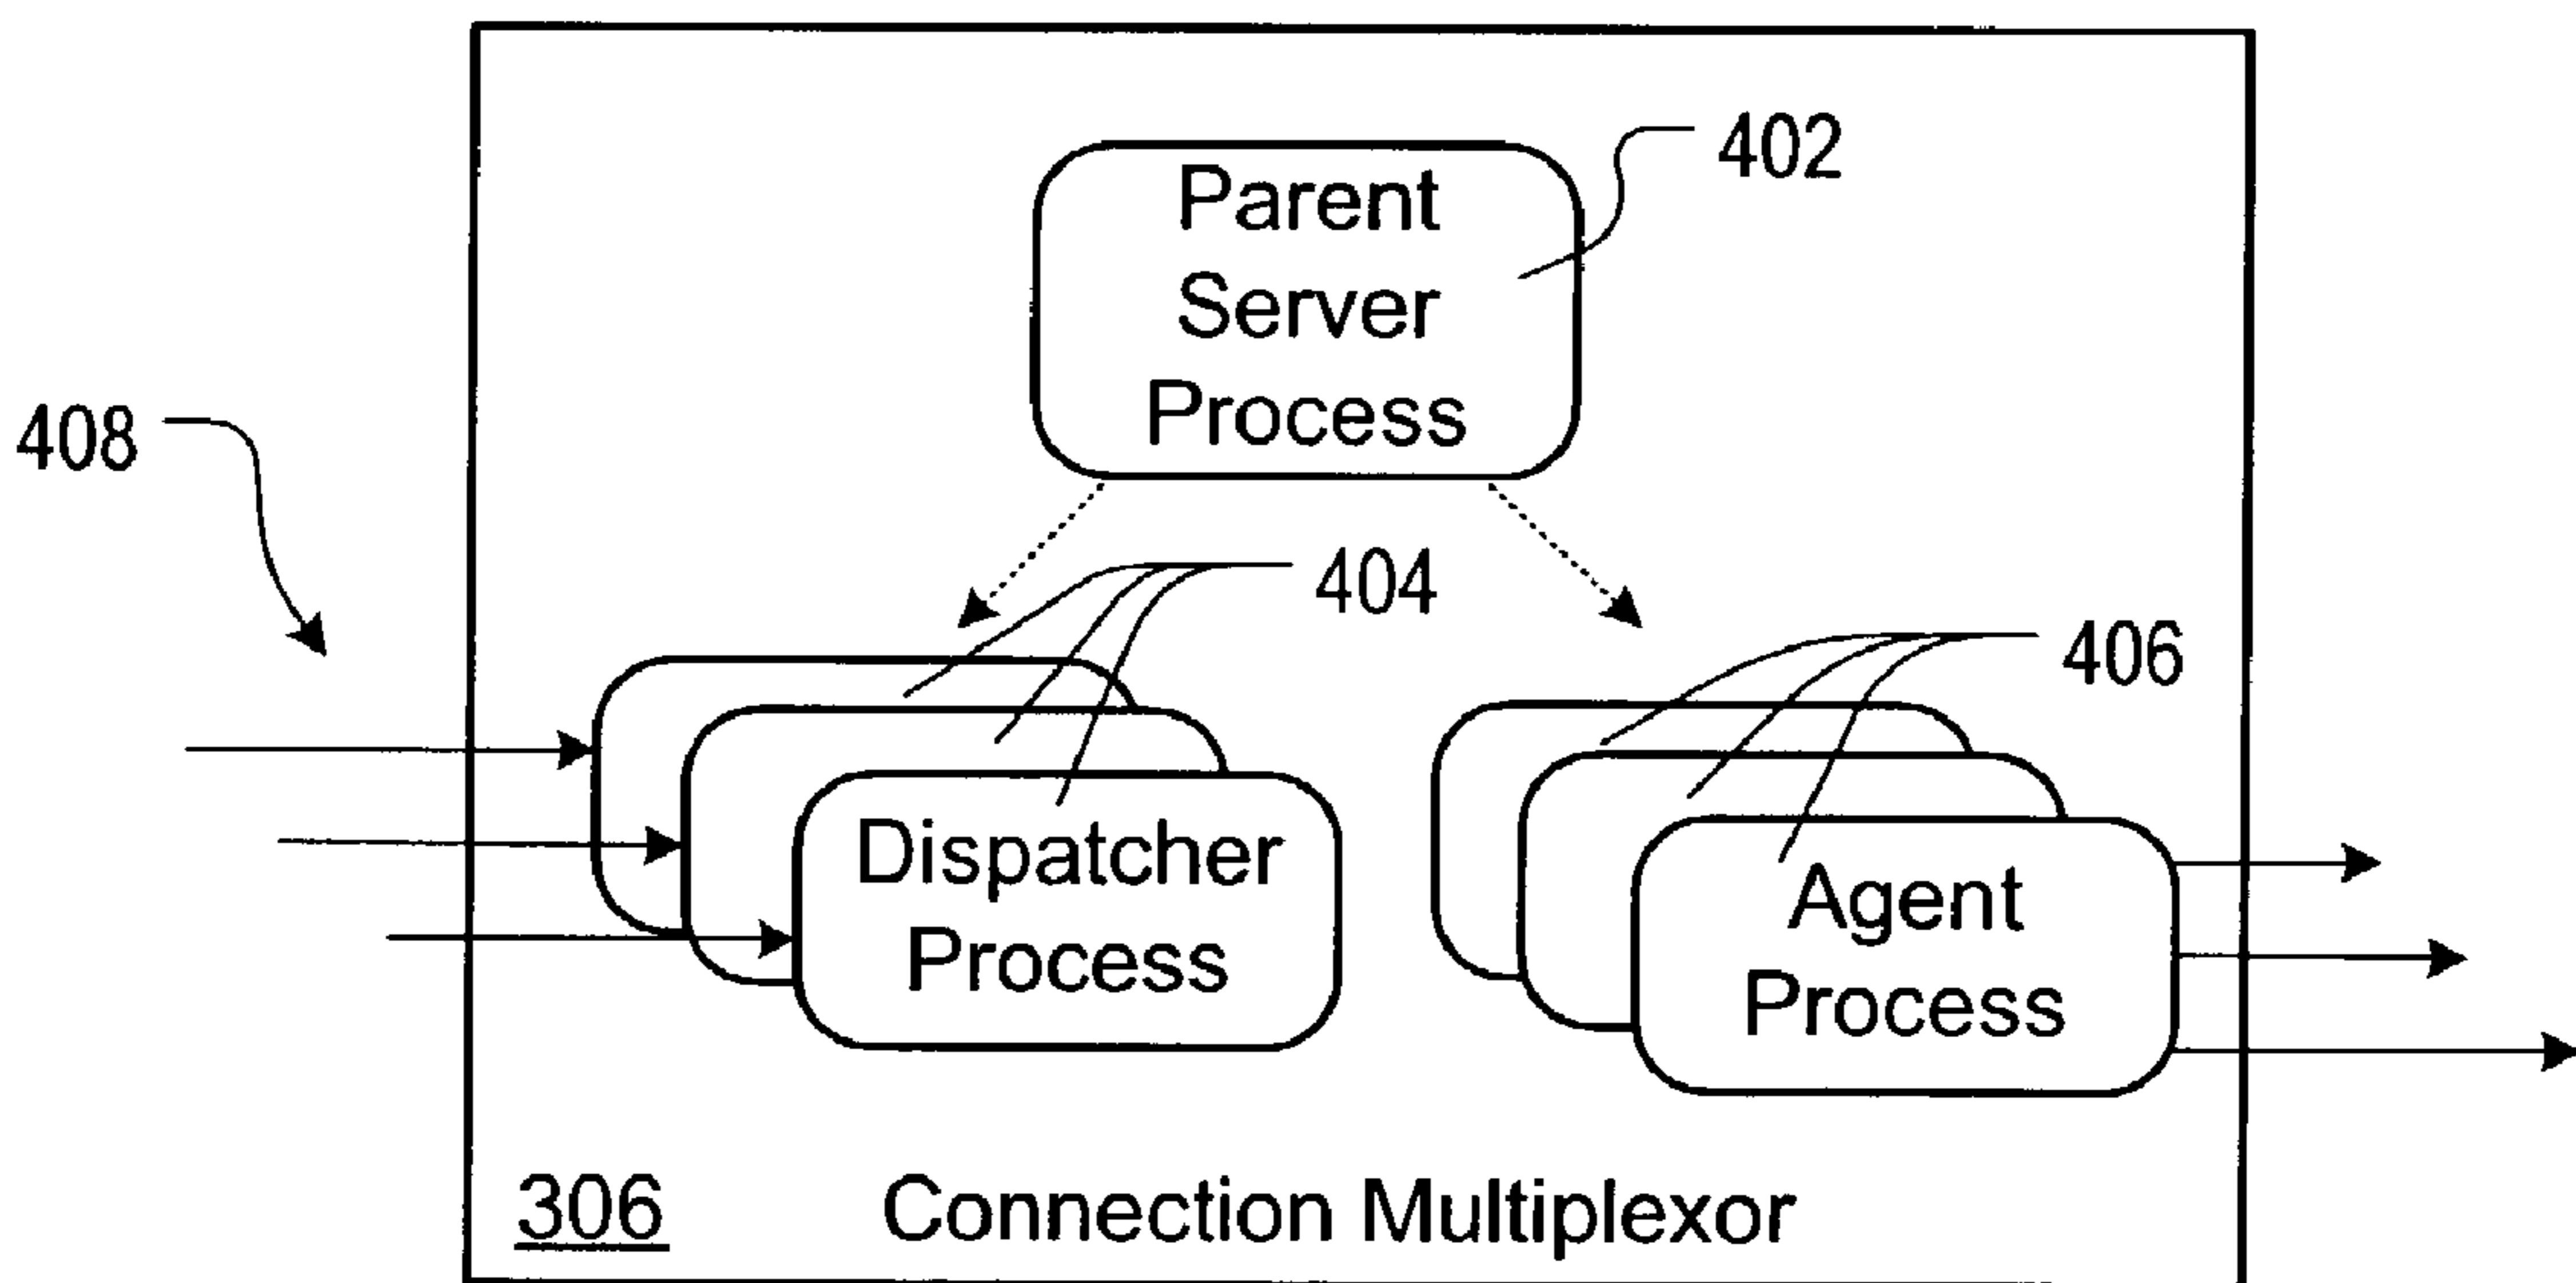 402
Parent
Server
Process
408
404
406
Dispatcher
Process
Agent
Process
306
Connection Multiplexor